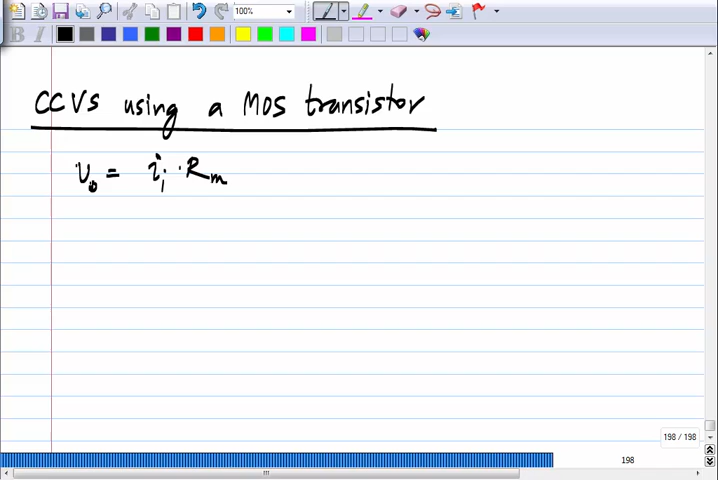 100%
B I
CCVS using a MOS transistor
v₀ = iᵢ · Rₘ
198 / 198
198